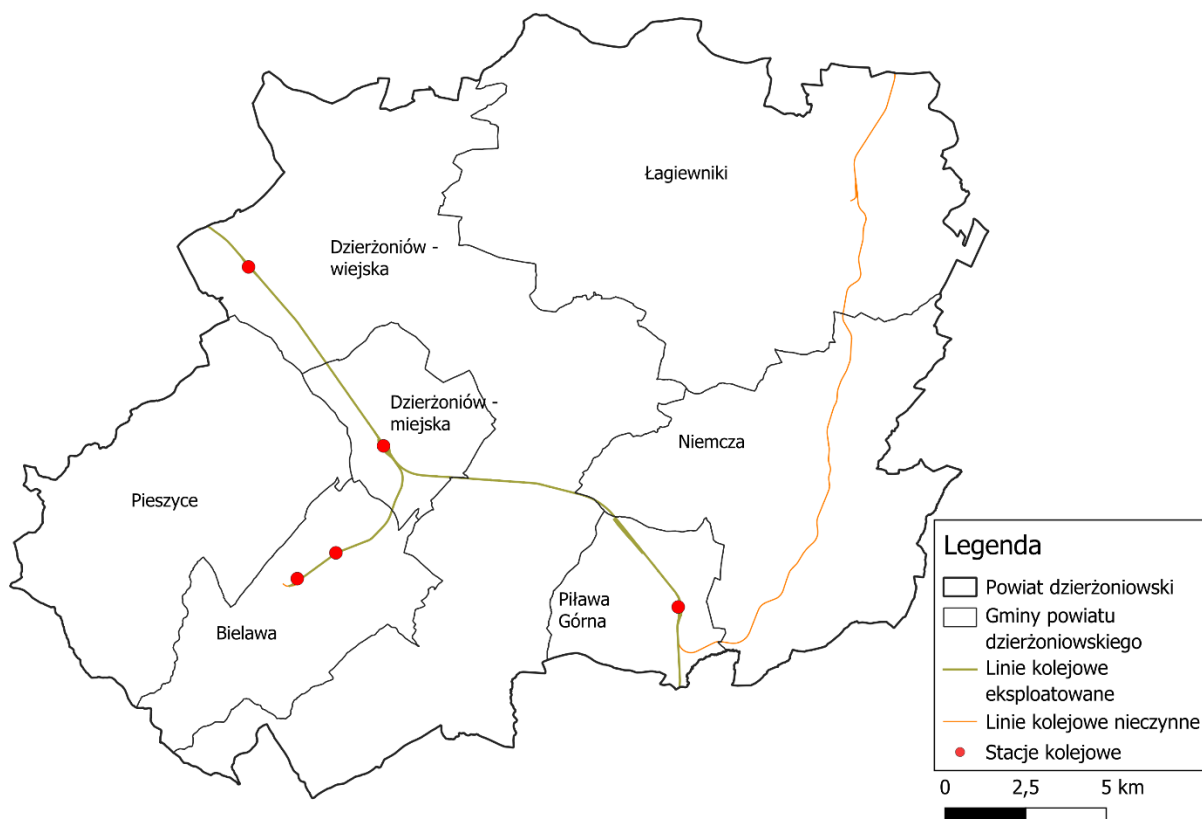 Łagiewniki
Dzierżoniów -
wiejska
Dzierżoniów -
miejska
Niemcza
Pieszyce
Piława
Górna
Bielawa
Legenda
Powiat dzierżoniowski
Gminy powiatu
dzierżoniowskiego
Linie kolejowe
eksploatowane
Linie kolejowe nieczynne
Stacje kolejowe
0 2,5 5 km